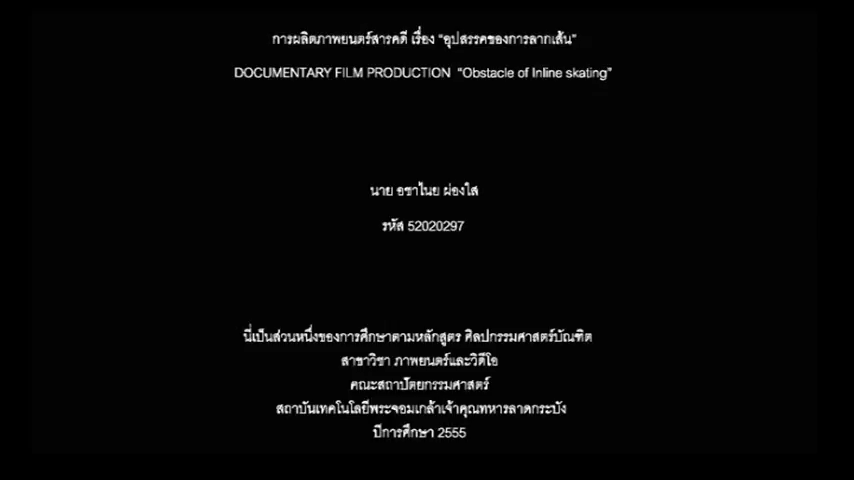 การผลิตภาพยนตร์สารคดี เรื่อง “อุปสรรคของการลากเส้น”
DOCUMENTARY FILM PRODUCTION “Obstacle of Inline skating”
นาย อชาไนย ผ่องใส
รหัส 52020297
นี่เป็นส่วนหนึ่งของการศึกษาตามหลักสูตร ศิลปกรรมศาสตร์บัณฑิต
สาขาวิชา ภาพยนตร์และวิดีโอ
คณะสถาปัตยกรรมศาสตร์
สถาบันเทคโนโลยีพระจอมเกล้าเจ้าคุณทหารลาดกระบัง
ปีการศึกษา 2555